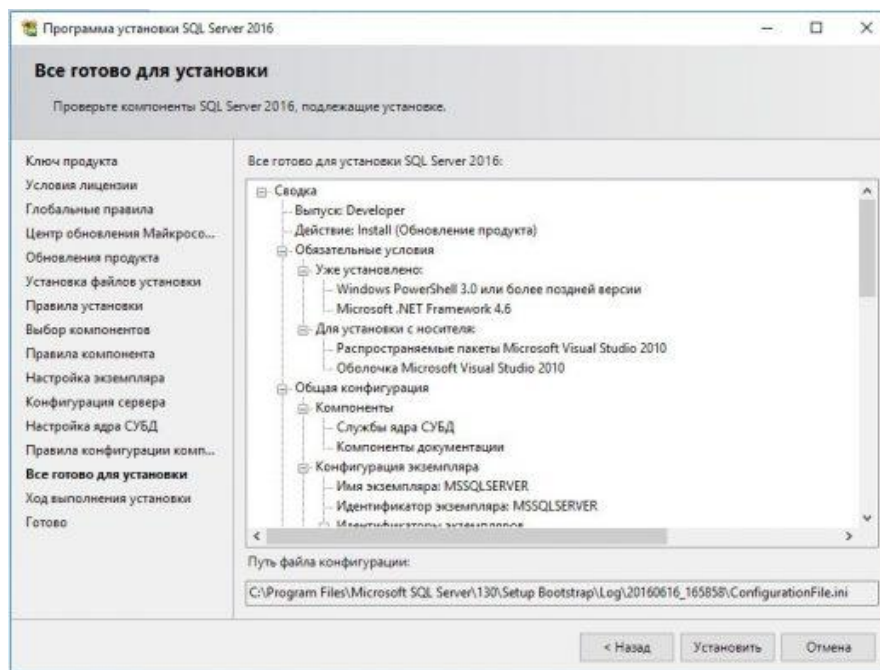 Программа установки SQL Server 2016
Все готово для установки
Проверьте компоненты SQL Server 2016, подлежащие установке.
Ключ продукта
Условия лицензии
Глобальные правила
Центр обновления Майкросо...
Обновления продукта
Установка файлов установки
Правила установки
Выбор компонентов
Правила компонента
Настройка экземпляра
Конфигурация сервера
Настройка ядра СУБД
Правила конфигурации комп...
Все готово для установки
Ход выполнения установки
Готово
Все готово для установки SQL Server 2016:
Сводка
Выпуск: Developer
Действие: Install (Обновление продукта)
Обязательные условия
Уже установлено:
Windows PowerShell 3.0 или более поздней версии
Microsoft .NET Framework 4.6
Для установки с носителя:
Распространяемые пакеты Microsoft Visual Studio 2010
Оболочка Microsoft Visual Studio 2010
Общая конфигурация
Компоненты
Службы ядра СУБД
Компоненты документации
Конфигурация экземпляра
Имя экземпляра: MSSQLSERVER
Идентификатор экземпляра: MSSQLSERVER
Идентификаторы экземпляров
Путь файла конфигурации:
C:\Program Files\Microsoft SQL Server\130\Setup Bootstrap\Log\20160616_165858\ConfigurationFile.ini
< Назад
Установить
Отмена